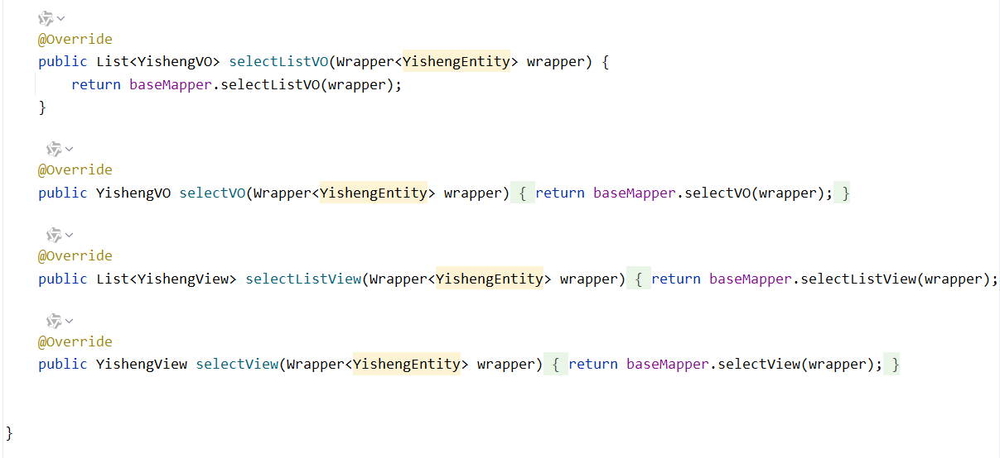 @Override
public List<YishengVO> selectListVO(Wrapper<YishengEntity> wrapper) {
    return baseMapper.selectListVO(wrapper);
}
@Override
public YishengVO selectVO(Wrapper<YishengEntity> wrapper) { return baseMapper.selectVO(wrapper); }
@Override
public List<YishengView> selectListView(Wrapper<YishengEntity> wrapper) { return baseMapper.selectListView(wrapper);
@Override
public YishengView selectView(Wrapper<YishengEntity> wrapper) { return baseMapper.selectView(wrapper); }
}